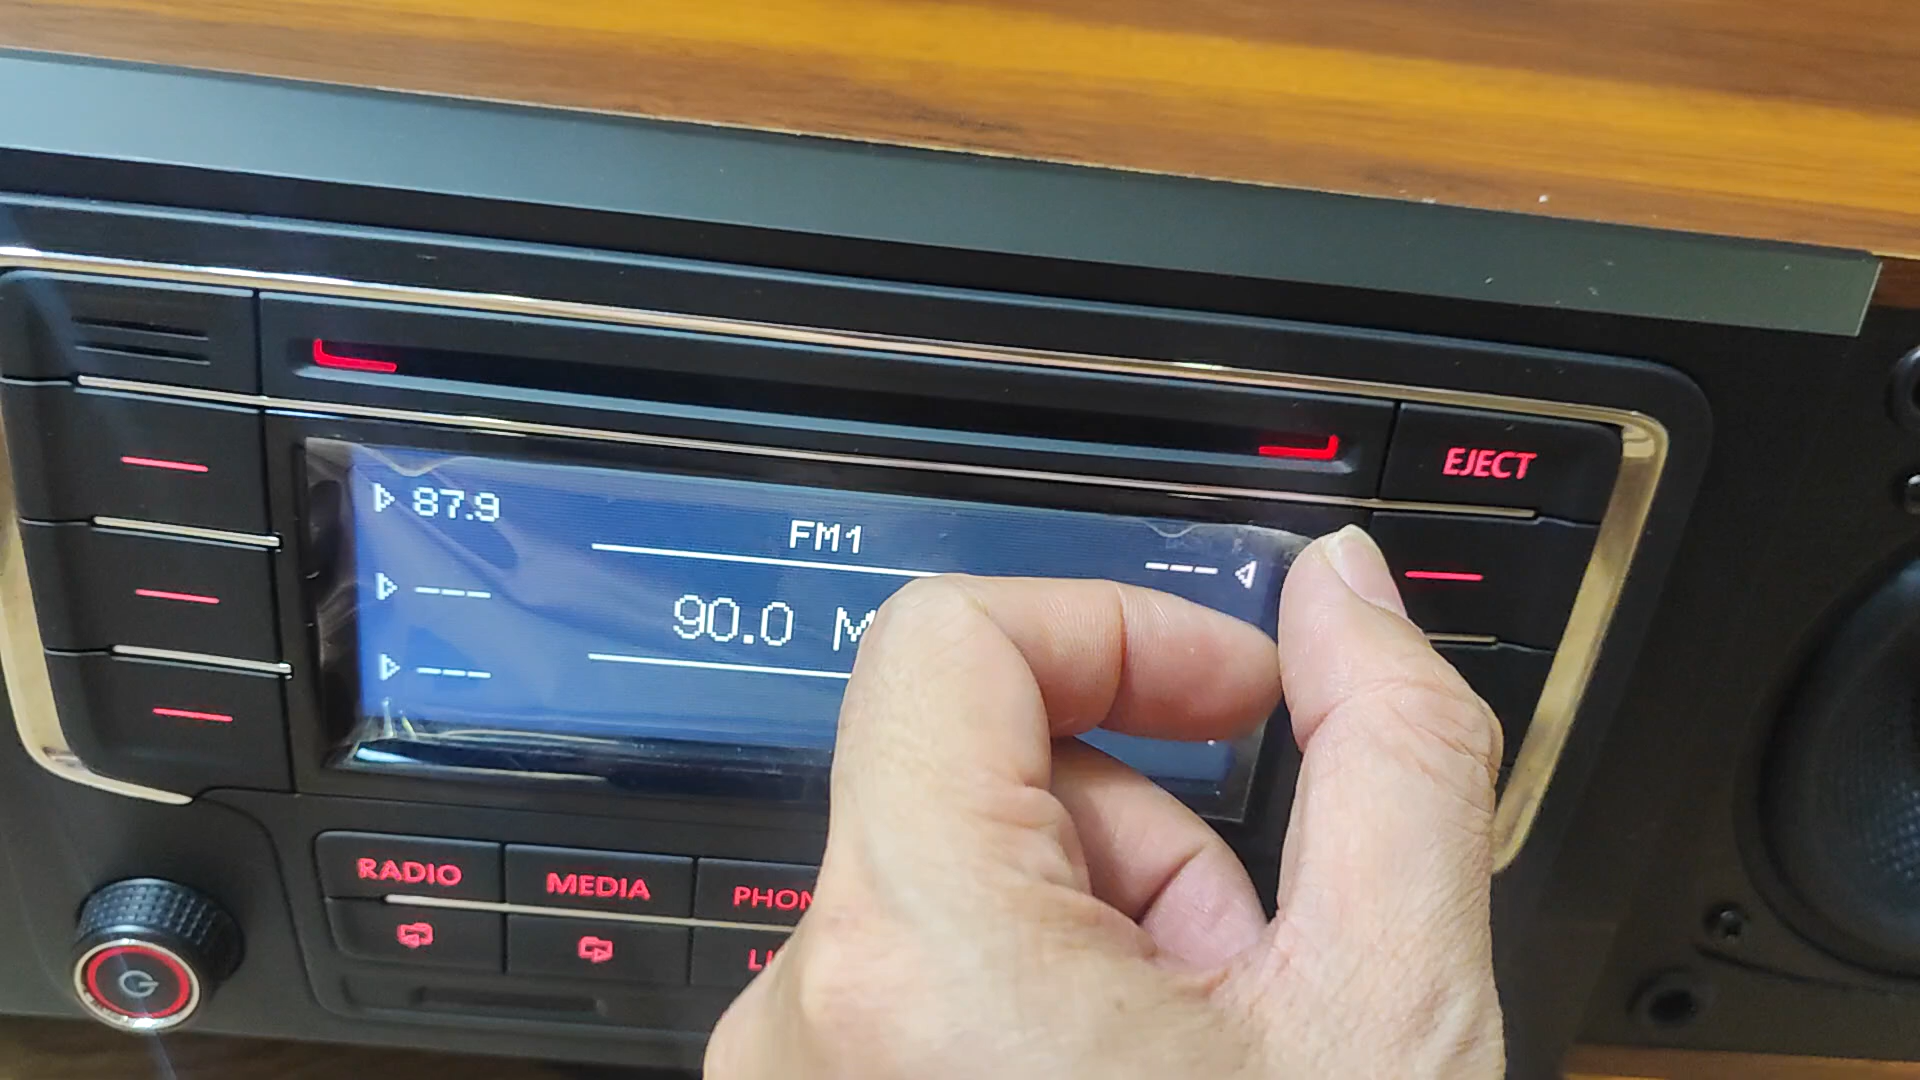 EJECT
87.9
FM1
---
---
90.0 M
---
RADIO
MEDIA
PHON